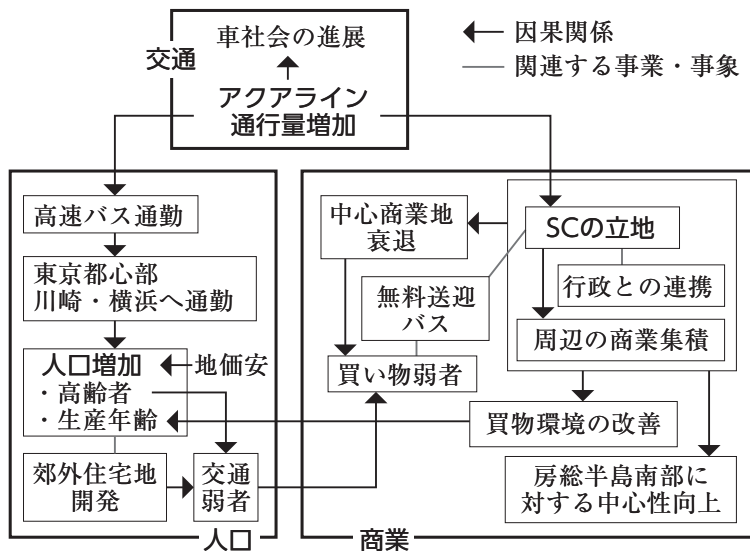 車社会の進展
交通
アクアライン
通行量増加
因果関係
関連する事業・事象
高速バス通勤
東京都心部
川崎・横浜へ通勤
人口増加
地価安
・高齢者
・生産年齢
郊外住宅地
開発
交通
弱者
人口
中心商業地
衰退
SCの立地
無料送迎
バス
行政との連携
周辺の商業集積
買い物弱者
買物環境の改善
房総半島南部に
対する中心性向上
商業